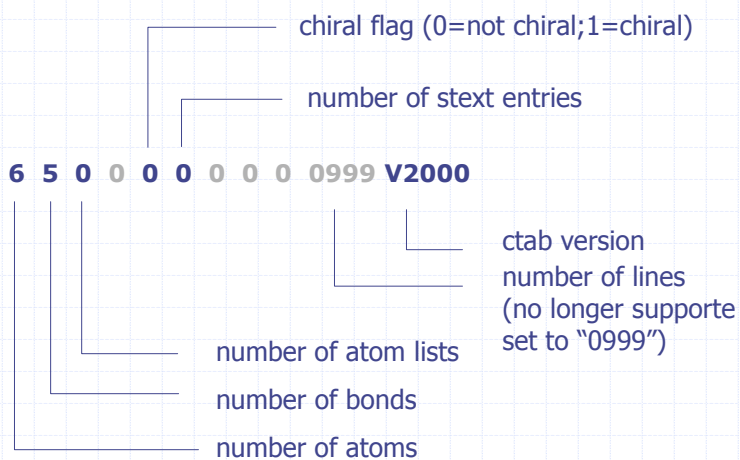 chiral flag (0=not chiral;1=chiral)
number of stext entries
6 5 0 0 0 0 0 0 0 0999 V2000
ctab version
number of lines
(no longer supporte
set to “0999”)
number of atom lists
number of bonds
number of atoms